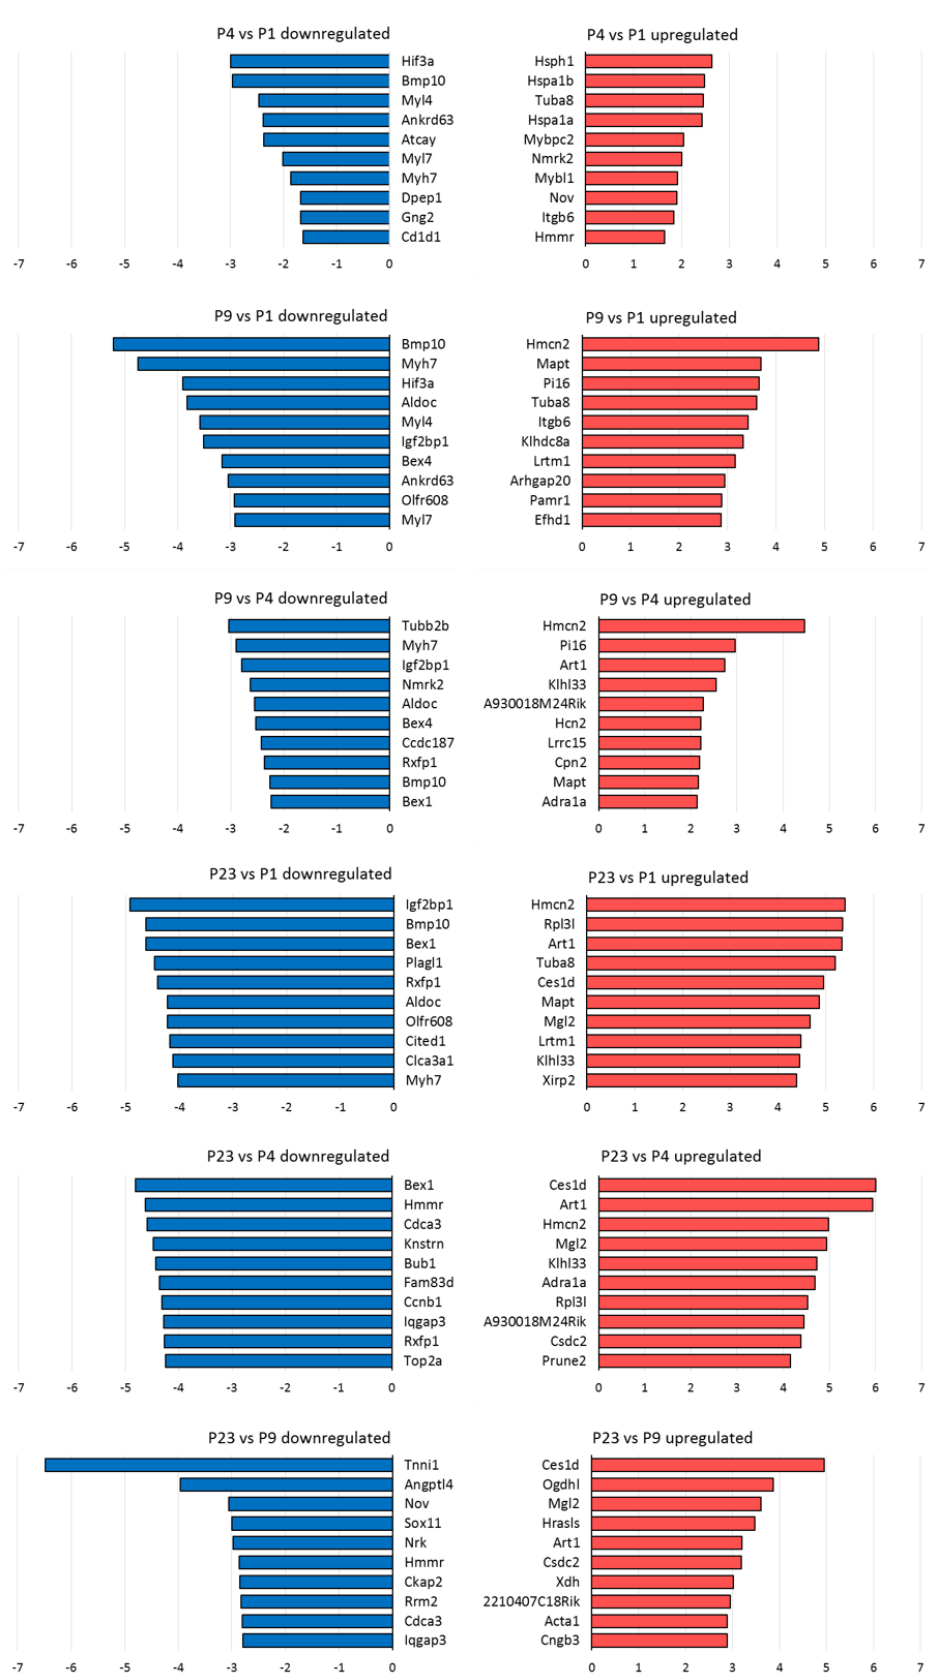 P4 vs P1 downregulated
Hif3a
Bmp10
Myl4
Ankrd63
Atcay
Myl7
Myh7
Dpep1
Gng2
Cd1d1
-7 -6 -5 -4 -3 -2 -1 0
P4 vs P1 upregulated
Hsph1
Hspa1b
Tuba8
Hspa1a
Mybpc2
Nmrk2
Mybl1
Nov
Itgb6
Hmmr
0 1 2 3 4 5 6 7
P9 vs P1 downregulated
Bmp10
Myh7
Hif3a
Aldoc
Myl4
Igf2bp1
Bex4
Ankrd63
Olfr608
Myl7
-7 -6 -5 -4 -3 -2 -1 0
P9 vs P1 upregulated
Hmcn2
Mapt
Pi16
Tuba8
Itgb6
Klhdc8a
Lrtm1
Arhgap20
Pamr1
Efhd1
0 1 2 3 4 5 6 7
P9 vs P4 downregulated
Tubb2b
Myh7
Igf2bp1
Nmrk2
Aldoc
Bex4
Ccdc187
Rxfp1
Bmp10
Bex1
-7 -6 -5 -4 -3 -2 -1 0
P9 vs P4 upregulated
Hmcn2
Pi16
Art1
Klhl33
A930018M24Rik
Hcn2
Lrrc15
Cpn2
Mapt
Adra1a
0 1 2 3 4 5 6 7
P23 vs P1 downregulated
Igf2bp1
Bmp10
Bex1
Plagl1
Rxfp1
Aldoc
Olfr608
Cited1
Clca3a1
Myh7
-7 -6 -5 -4 -3 -2 -1 0
P23 vs P1 upregulated
Hmcn2
Rpl3l
Art1
Tuba8
Ces1d
Mapt
Mgl2
Lrtm1
Klhl33
Xirp2
0 1 2 3 4 5 6 7
P23 vs P4 downregulated
Bex1
Hmmr
Cdca3
Knstrn
Bub1
Fam83d
Ccnb1
Iqgap3
Rxfp1
Top2a
-7 -6 -5 -4 -3 -2 -1 0
P23 vs P4 upregulated
Ces1d
Art1
Hmcn2
Mgl2
Klhl33
Adra1a
Rpl3l
A930018M24Rik
Csdc2
Prune2
0 1 2 3 4 5 6 7
P23 vs P9 downregulated
Tnni1
Angptl4
Nov
Sox11
Nrk
Hmmr
Ckap2
Rrm2
Cdca3
Iqgap3
-7 -6 -5 -4 -3 -2 -1 0
P23 vs P9 upregulated
Ces1d
Ogdhl
Mgl2
Hrasls
Art1
Csdc2
Xdh
2210407C18Rik
Acta1
Cngb3
0 1 2 3 4 5 6 7